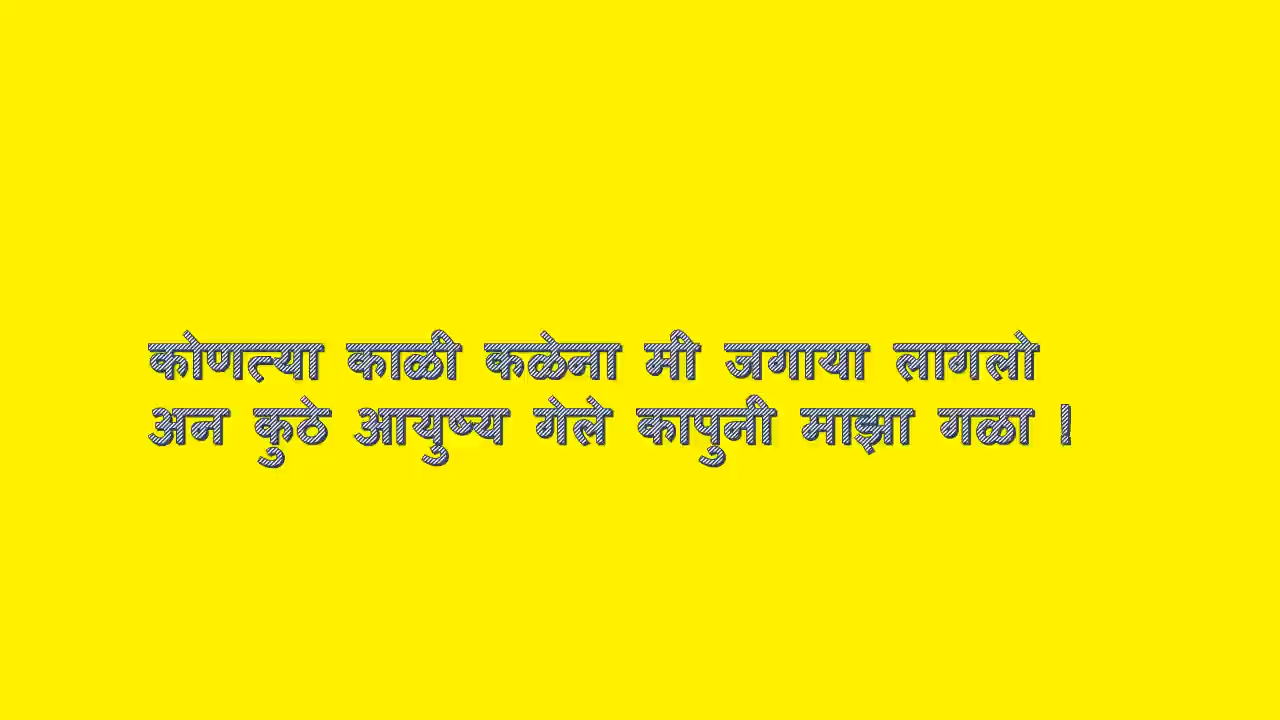 कोणत्या काळी कळेना मी जगाया लागलो
अन कुठे आयुष्य गेले कापुनी माझा गळा !